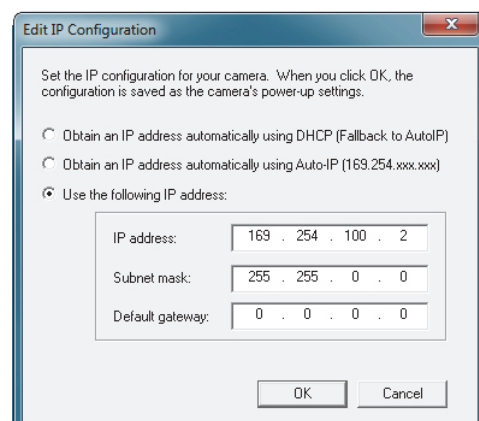 Edit IP Configuration
Set the IP configuration for your camera. When you click OK, the
configuration is saved as the camera's power-up settings.
Obtain an IP address automatically using DHCP (Fallback to AutoIP)
Obtain an IP address automatically using Auto-IP (169.254.xxx.xxx)
Use the following IP address:
IP address: 169 . 254 . 100 . 2
Subnet mask: 255 . 255 . 0 . 0
Default gateway: 0 . 0 . 0 . 0
OK Cancel